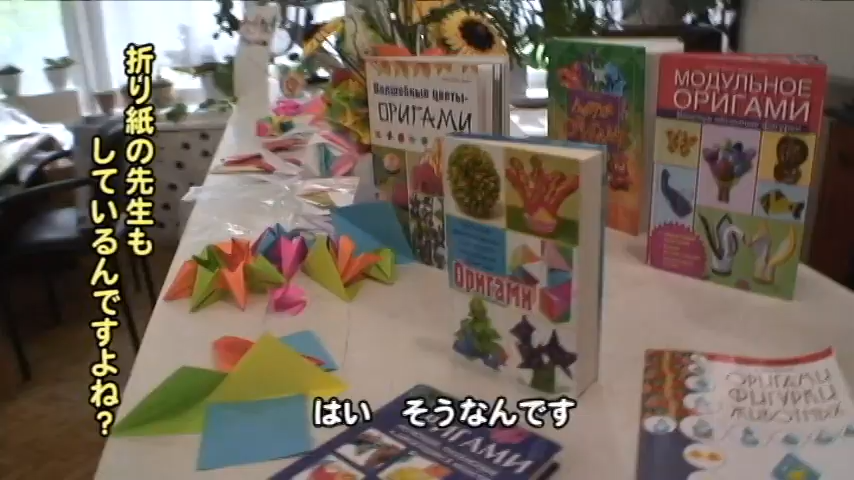 折り紙の先生も
しているんですよね?
はい そうなんです
Волшебные цветы-
ОРИГАМИ
МОДУЛЬНОЕ
ОРИГАМИ
Оригами
ОРИГАМИ
ФИГУРКИ
ЖИВОТНЫХ